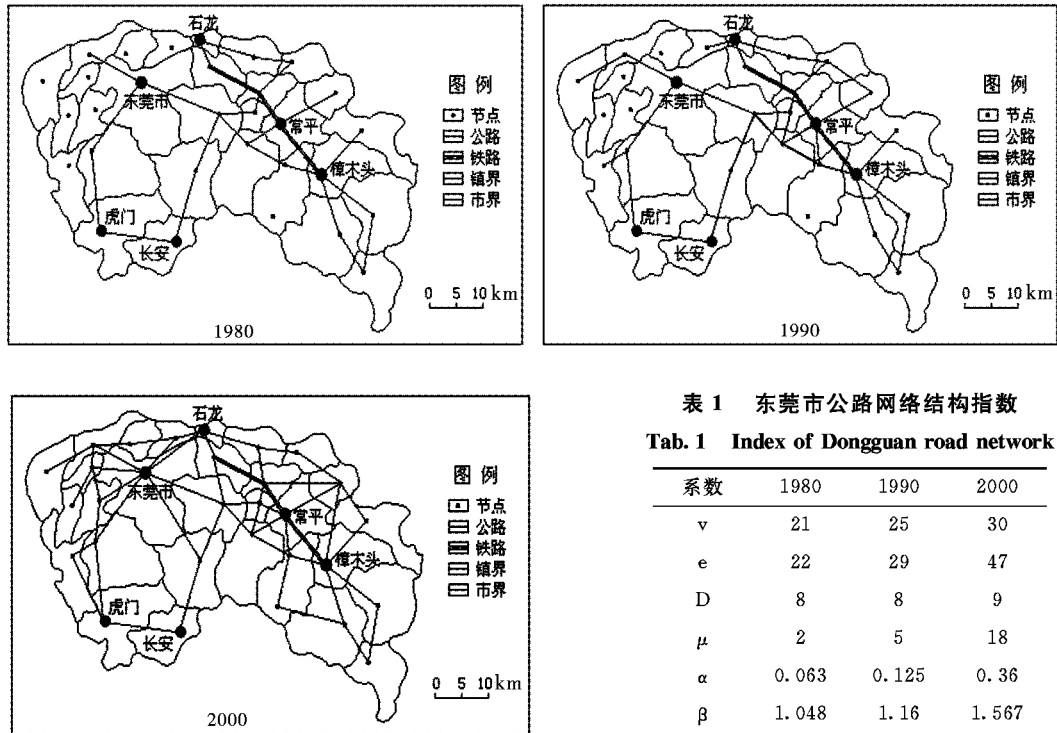 石龙
东莞市
常平
樟木头
虎门
长安
图 例
节点
公路
铁路
镇界
市界
0 5 10 km
1980
石龙
东莞市
常平
樟木头
虎门
长安
图 例
节点
公路
铁路
镇界
市界
0 5 10 km
1990
石龙
东莞市
常平
樟木头
虎门
长安
图 例
节点
公路
铁路
镇界
市界
0 5 10 km
2000
表 1 东莞市公路网络结构指数
Tab. 1 Index of Dongguan road network
系数 1980 1990 2000
v 21 25 30
e 22 29 47
D 8 8 9
μ 2 5 18
α 0.063 0.125 0.36
β 1.048 1.16 1.567